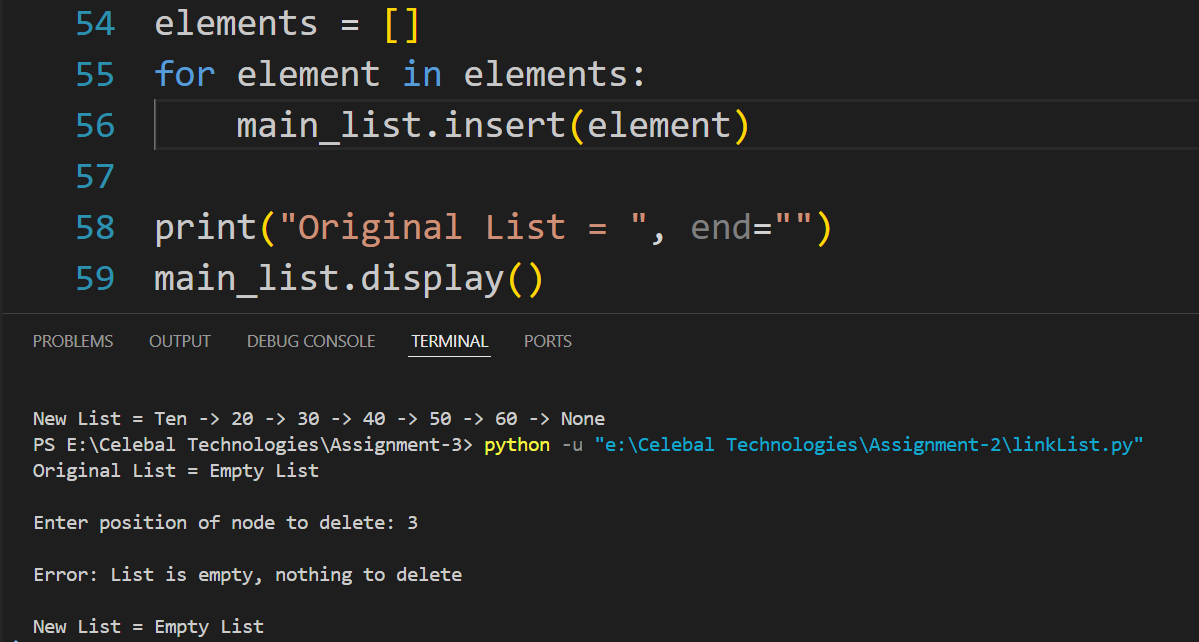 54 elements = []
55 for element in elements:
56     main_list.insert(element)
57
58 print("Original List = ", end="")
59 main_list.display()
PROBLEMS OUTPUT DEBUG CONSOLE TERMINAL PORTS
New List = Ten -> 20 -> 30 -> 40 -> 50 -> 60 -> None
PS E:\Celebal Technologies\Assignment-3> python -u "e:\Celebal Technologies\Assignment-2\linkList.py"
Original List = Empty List
Enter position of node to delete: 3
Error: List is empty, nothing to delete
New List = Empty List